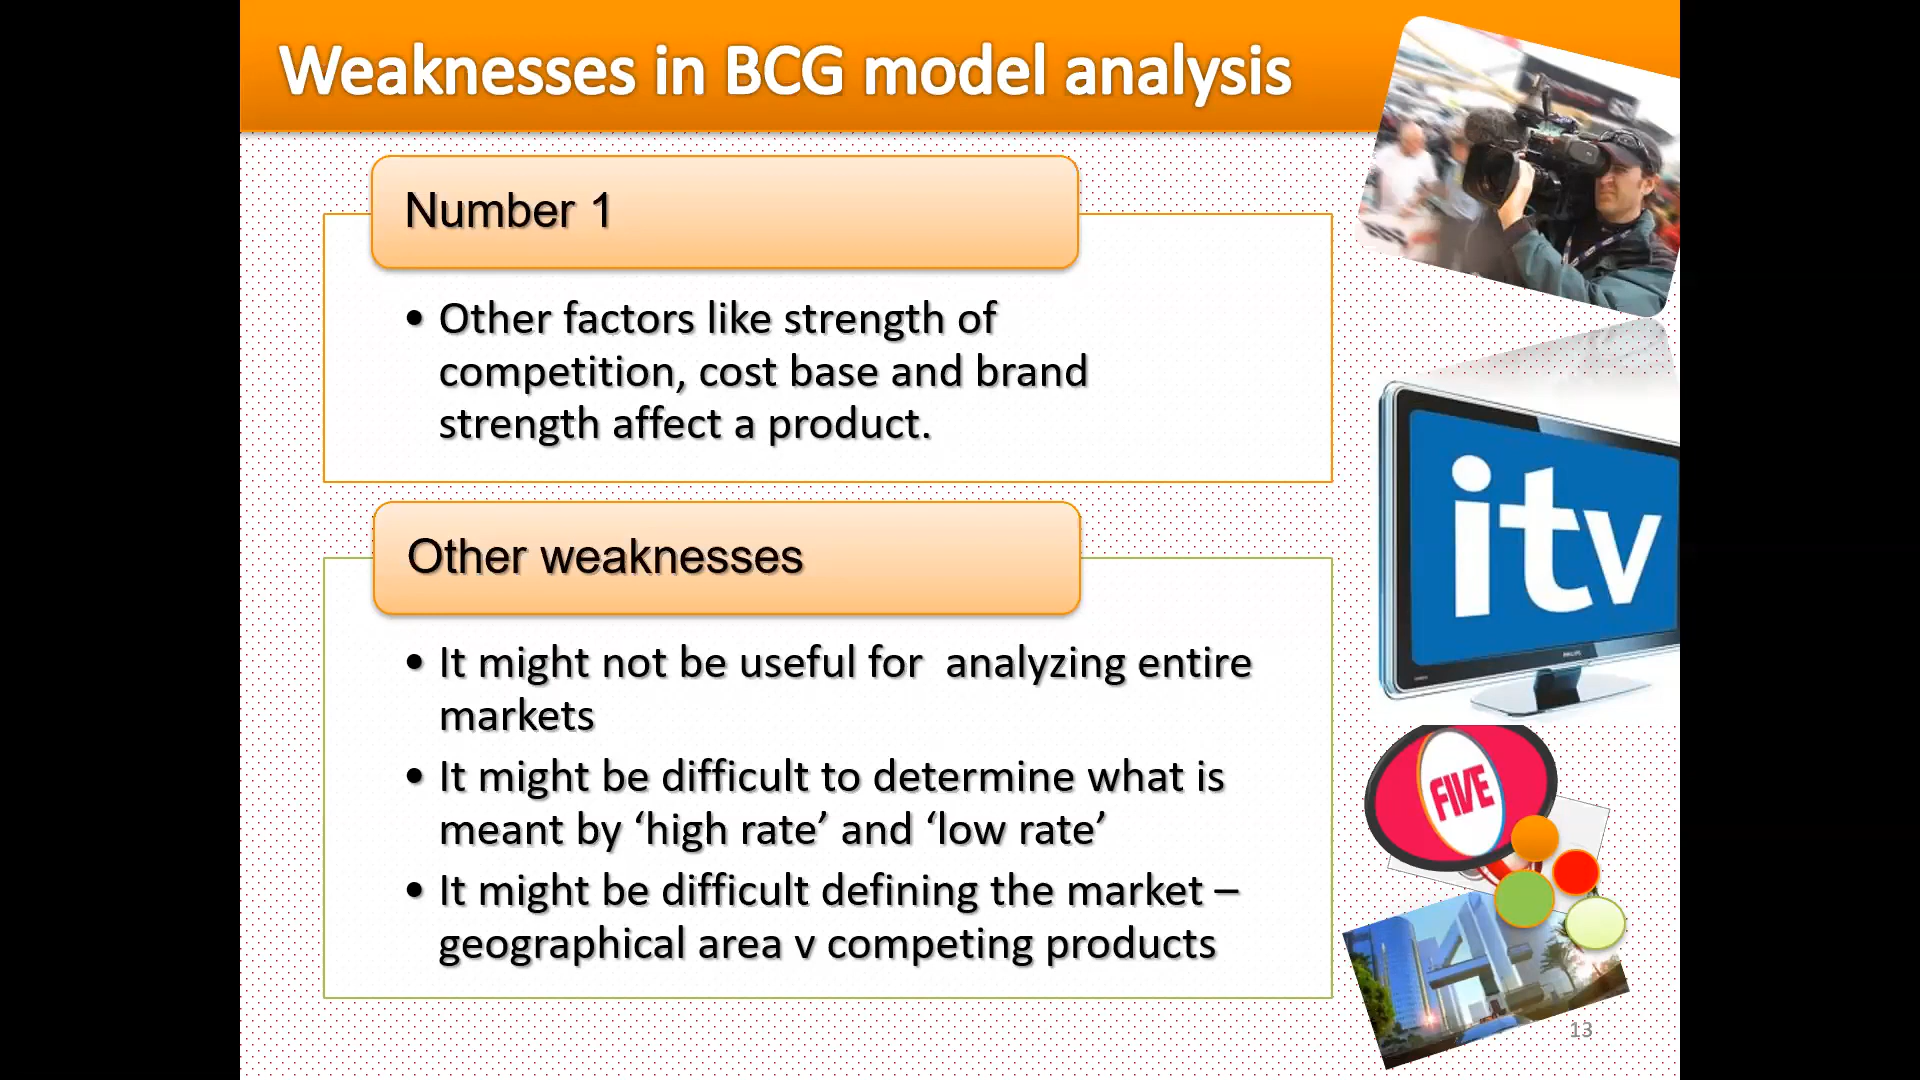 Weaknesses in BCG model analysis
Number 1
• Other factors like strength of
competition, cost base and brand
strength affect a product.
Other weaknesses
• It might not be useful for  analyzing entire
markets
• It might be difficult to determine what is
meant by ‘high rate’ and ‘low rate’
• It might be difficult defining the market –
geographical area v competing products
itv
PHILIPS
FIVE
13